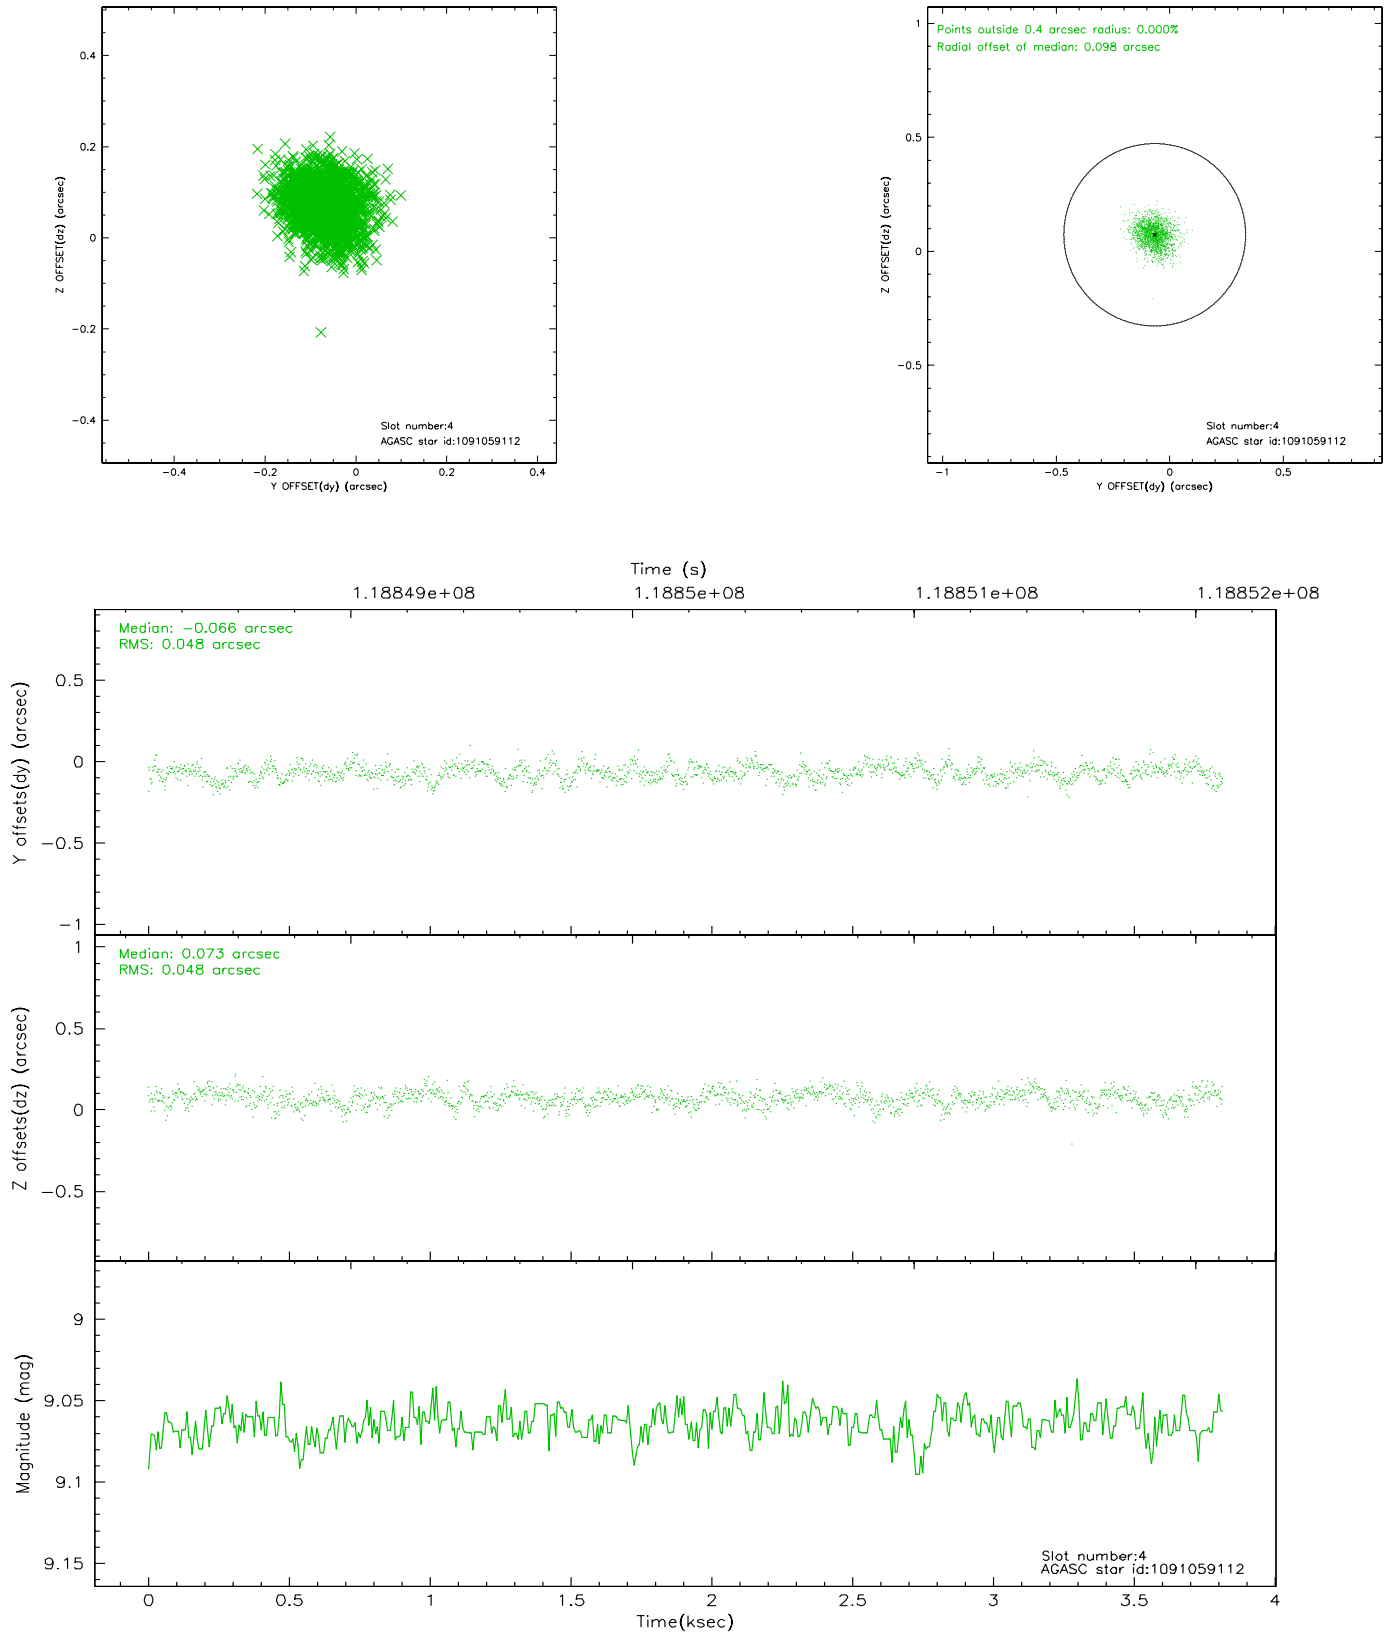 0.4
0.2
0
−0.2
−0.4
Z OFFSET(dz) (arcsec)
Slot number:4
AGASC star id:1091059112
−0.4 −0.2 0 0.2 0.4
Y OFFSET(dy) (arcsec)
Points outside 0.4 arcsec radius: 0.000%
Radial offset of median: 0.098 arcsec
1
0.5
0
−0.5
Z OFFSET(dz) (arcsec)
Slot number:4
AGASC star id:1091059112
−1 −0.5 0 0.5
Y OFFSET(dy) (arcsec)
Time (s)
1.18849e+08 1.1885e+08 1.18851e+08 1.18852e+08
Median: −0.066 arcsec
RMS: 0.048 arcsec
0.5
0
−0.5
−1
Y offsets(dy) (arcsec)
Median: 0.073 arcsec
RMS: 0.048 arcsec
1
0.5
0
−0.5
Z offsets(dz) (arcsec)
9
9.05
9.1
9.15
Magnitude (mag)
Slot number:4
AGASC star id:1091059112
0 0.5 1 1.5 2 2.5 3 3.5 4
Time(ksec)